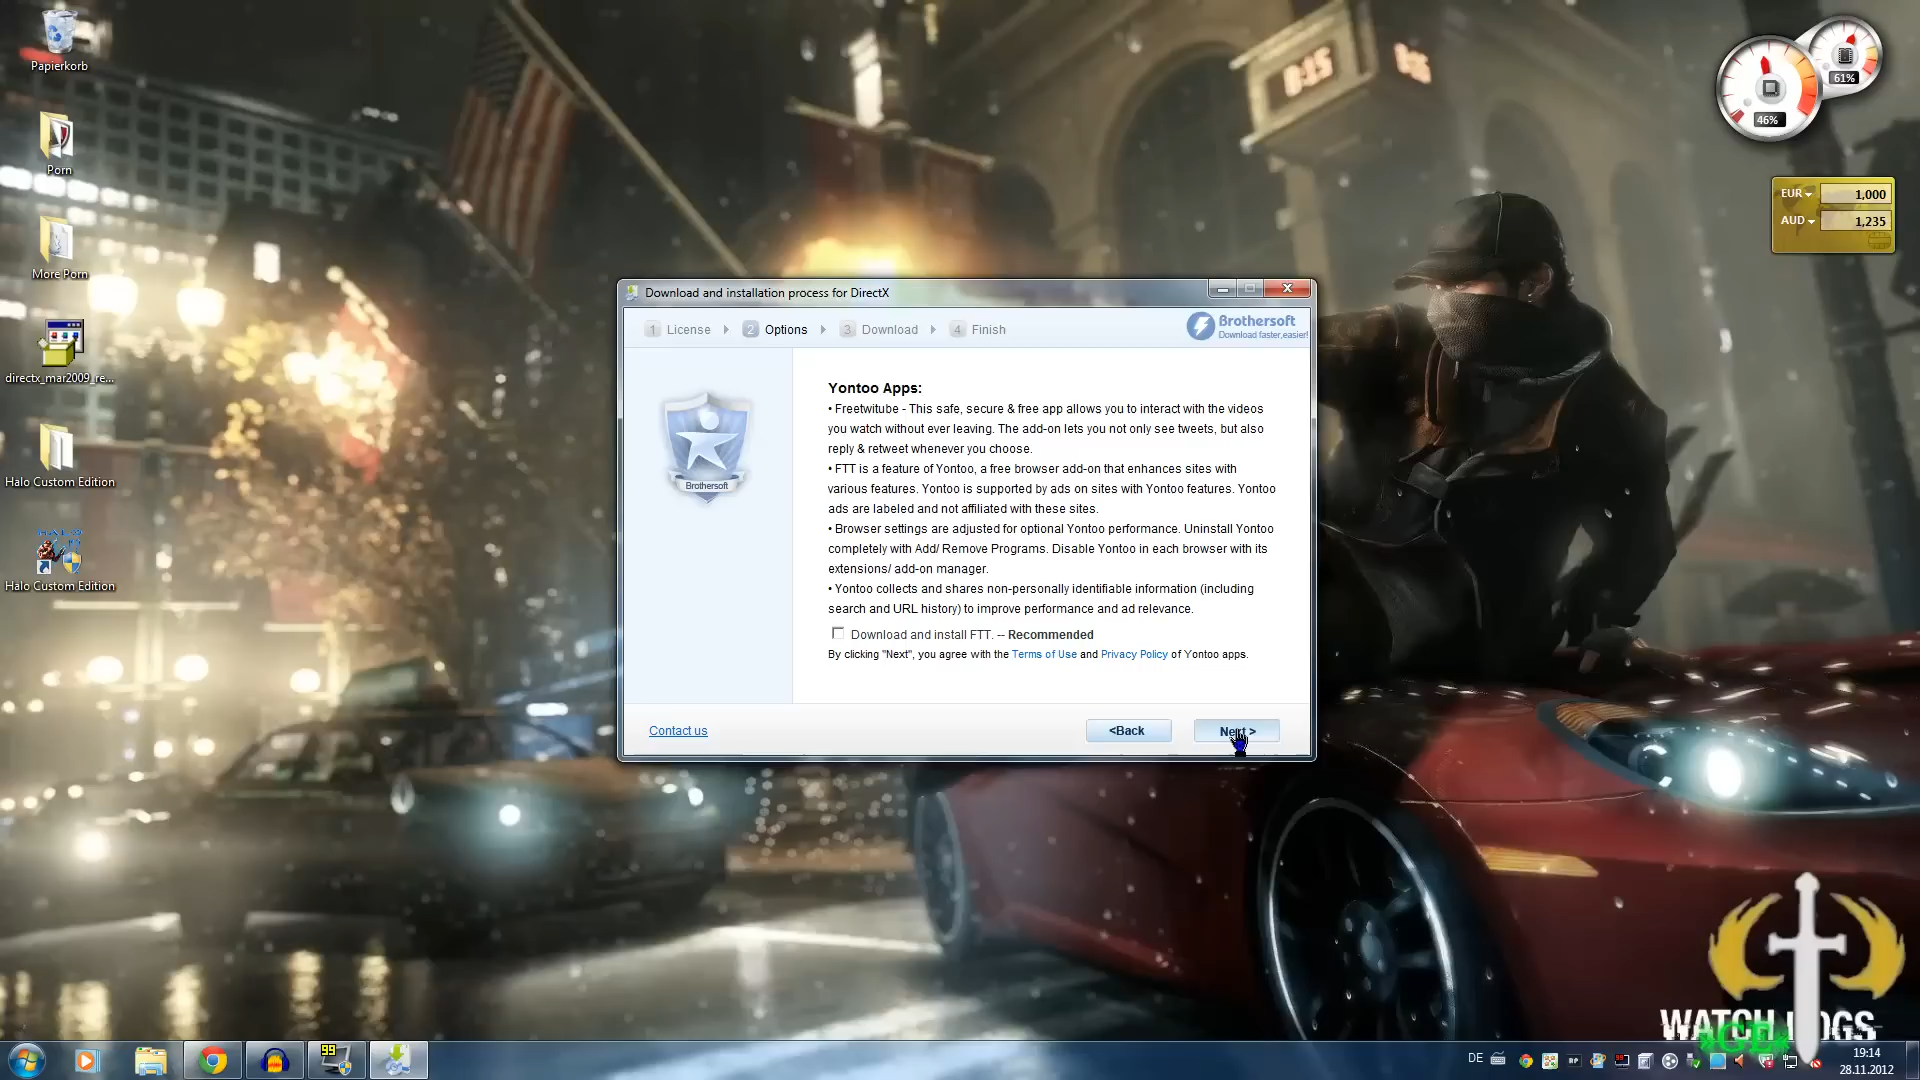 Papierkorb
Porn
More Porn
directx_mar2009_re...
Halo Custom Edition
HALO
Halo Custom Edition
0:15
61%
46%
EUR 1,000
AUD 1,235
Download and installation process for DirectX
1 License 2 Options 3 Download 4 Finish
Brothersoft
Download faster,easier!
Brothersoft
Yontoo Apps:
• Freetwitube - This safe, secure & free app allows you to interact with the videos
you watch without ever leaving. The add-on lets you not only see tweets, but also
reply & retweet whenever you choose.
• FTT is a feature of Yontoo, a free browser add-on that enhances sites with
various features. Yontoo is supported by ads on sites with Yontoo features. Yontoo
ads are labeled and not affiliated with these sites.
• Browser settings are adjusted for optional Yontoo performance. Uninstall Yontoo
completely with Add/ Remove Programs. Disable Yontoo in each browser with its
extensions/ add-on manager.
• Yontoo collects and shares non-personally identifiable information (including
search and URL history) to improve performance and ad relevance.
Download and install FTT. -- Recommended
By clicking "Next", you agree with the Terms of Use and Privacy Policy of Yontoo apps.
Contact us
<Back
Next >
WATCH DOGS
GE
99
DE
19:14
28.11.2012